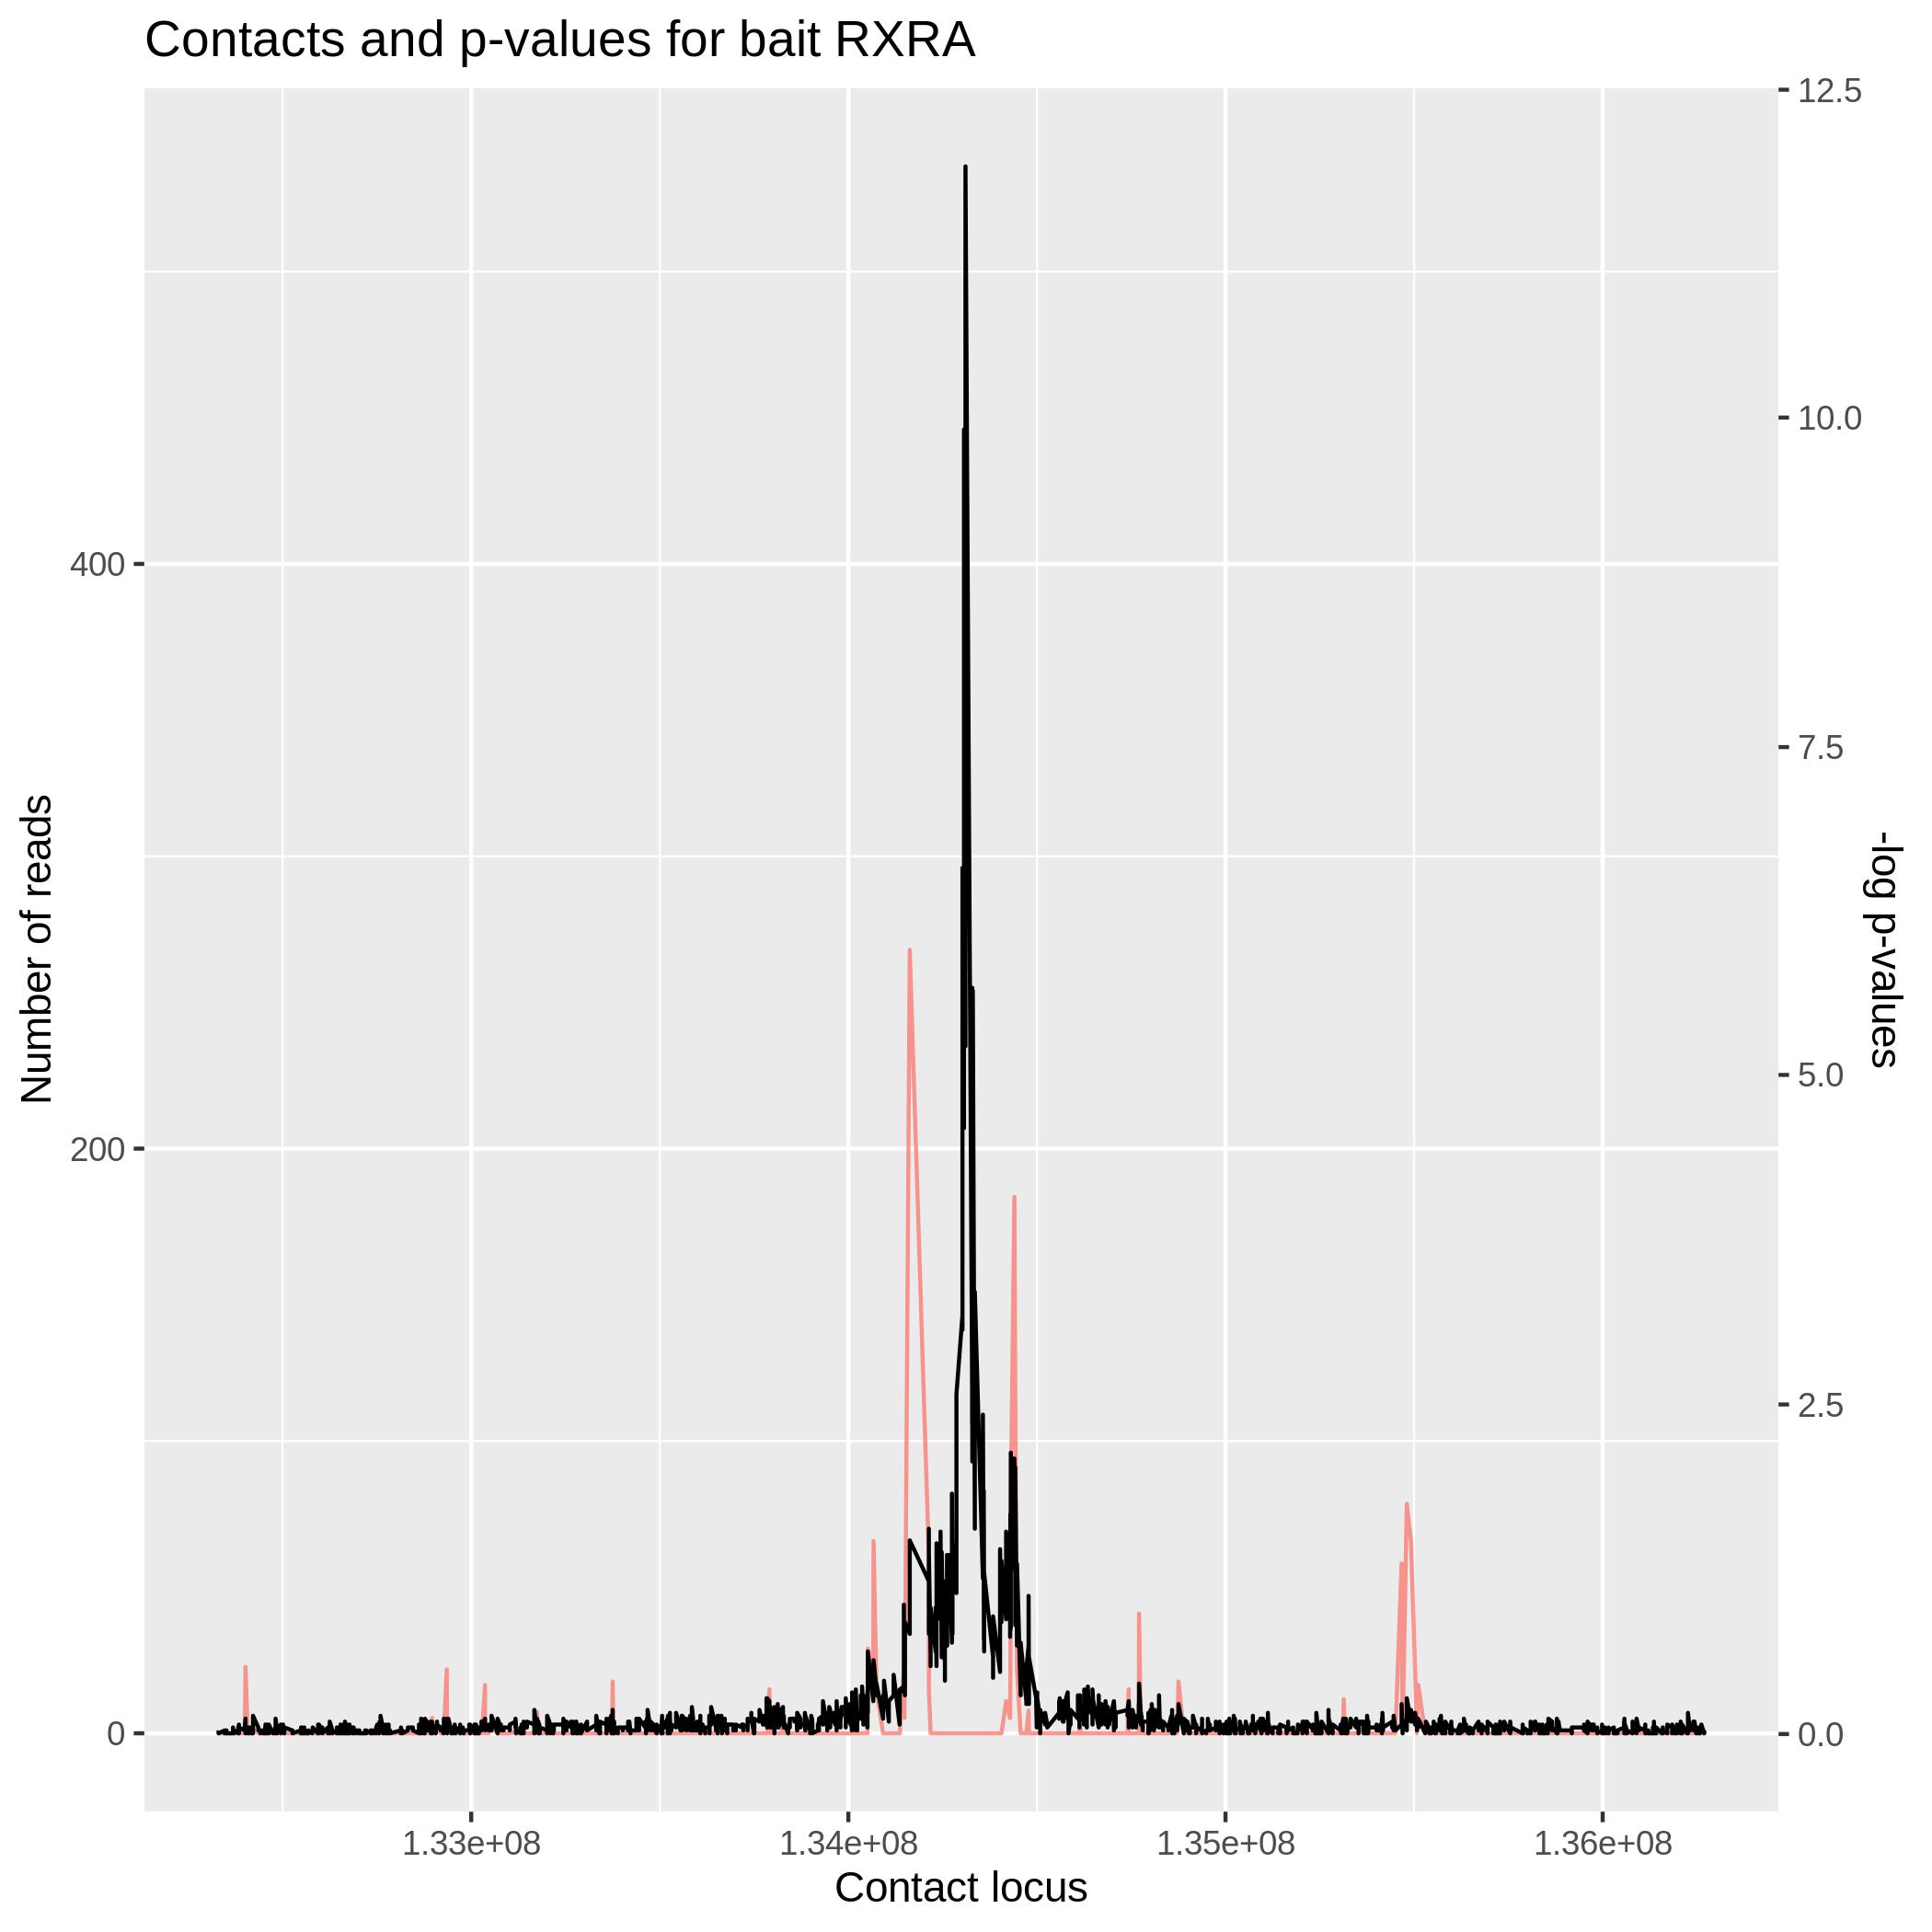 Contacts and p-values for bait RXRA
12.5
10.0
400
7.5
Number of reads
-log p-values
5.0
200
2.5
0
0.0
1.33e+08
1.34e+08
1.35e+08
1.36e+08
Contact locus